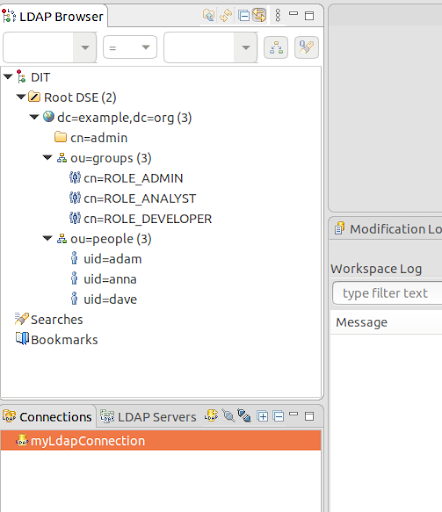 LDAP Browser
=
DIT
Root DSE (2)
dc=example,dc=org (3)
cn=admin
ou=groups (3)
cn=ROLE_ADMIN
cn=ROLE_ANALYST
cn=ROLE_DEVELOPER
ou=people (3)
uid=adam
uid=anna
uid=dave
Searches
Bookmarks
Modification Lo
Workspace Log
type filter text
Message
Connections
LDAP Servers
myLdapConnection